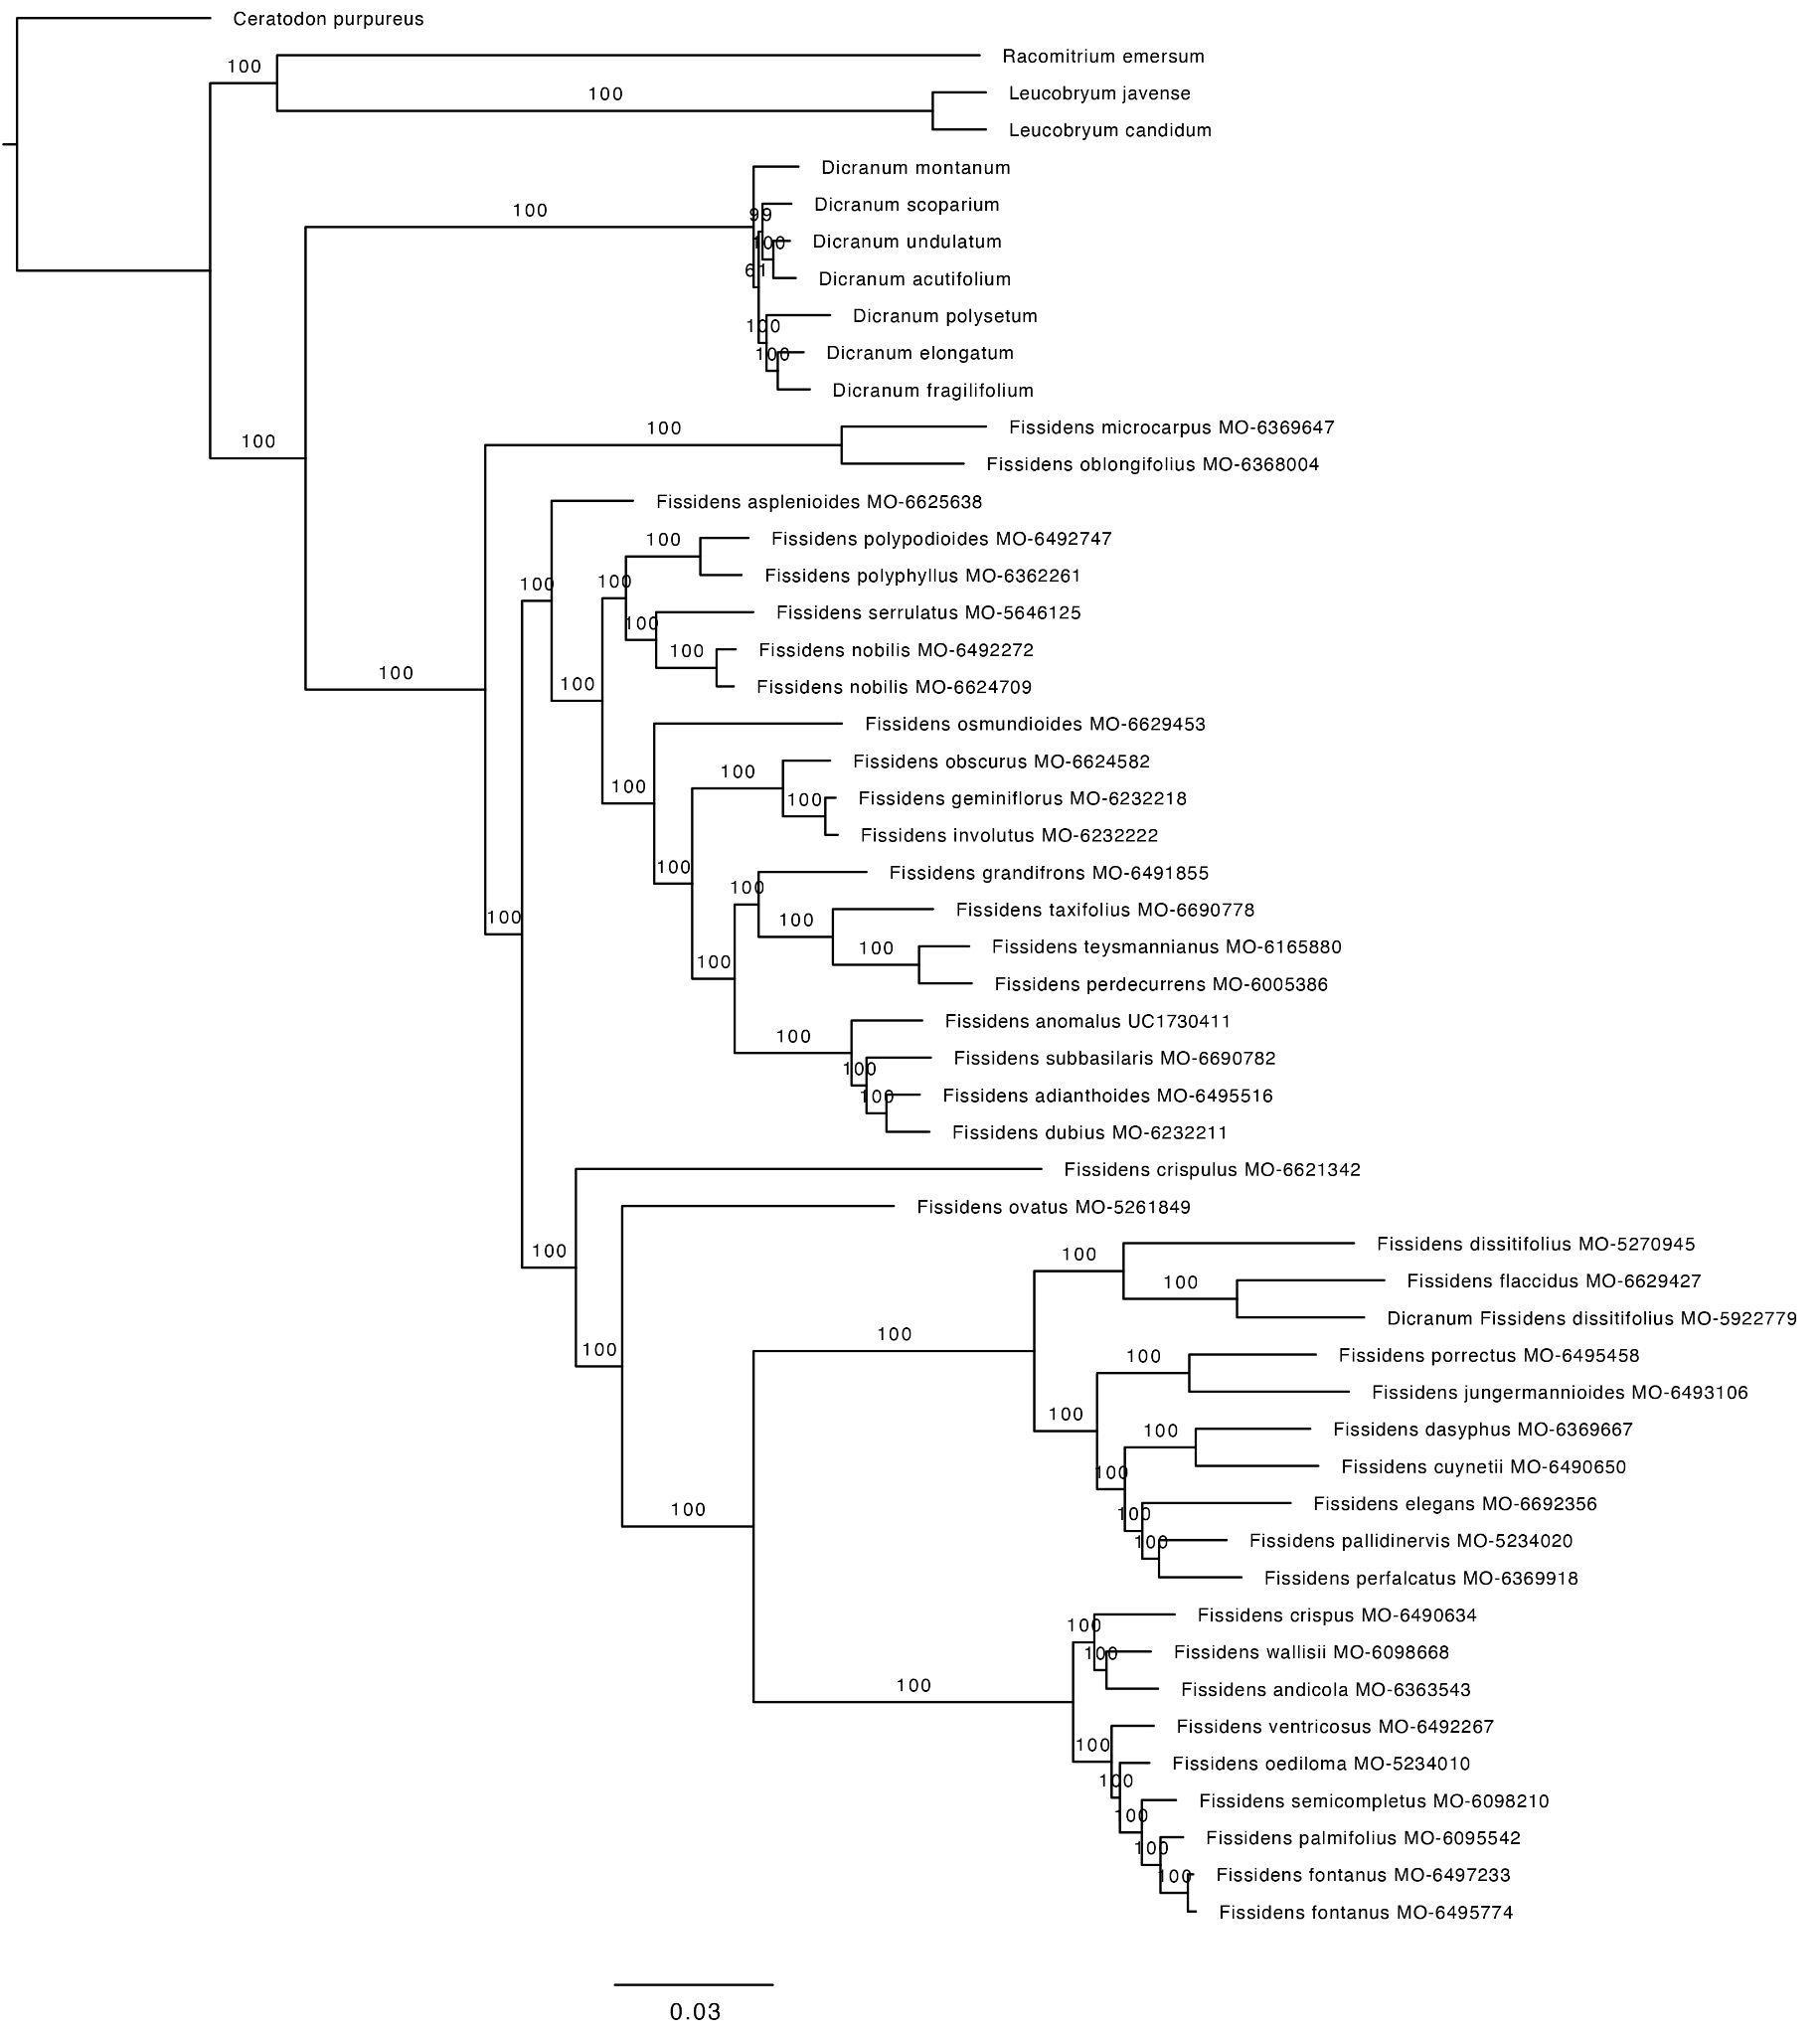 Ceratodon purpureus
Racomitrium emersum
100
Leucobryum javense
100
Leucobryum candidum
Dicranum montanum
Dicranum scoparium
100
99
Dicranum undulatum
100
61
Dicranum acutifolium
Dicranum polysetum
100
Dicranum elongatum
100
Dicranum fragilifolium
Fissidens microcarpus MO-6369647
100
100
Fissidens oblongifolius MO-6368004
Fissidens asplenioides MO-6625638
Fissidens polypodioides MO-6492747
100
Fissidens polyphyllus MO-6362261
100
100
Fissidens serrulatus MO-5646125
100
Fissidens nobilis MO-6492272
100
100
100
Fissidens nobilis MO-6624709
Fissidens osmundioides MO-6629453
Fissidens obscurus MO-6624582
100
100
Fissidens geminiflorus MO-6232218
100
Fissidens involutus MO-6232222
100
Fissidens grandifrons MO-6491855
100
Fissidens taxifolius MO-6690778
100
100
Fissidens teysmannianus MO-6165880
100
100
Fissidens perdecurrens MO-6005386
Fissidens anomalus UC1730411
100
Fissidens subbasilaris MO-6690782
100
Fissidens adianthoides MO-6495516
100
Fissidens dubius MO-6232211
Fissidens crispulus MO-6621342
Fissidens ovatus MO-5261849
Fissidens dissitifolius MO-5270945
100
100
Fissidens flaccidus MO-6629427
100
Dicranum Fissidens dissitifolius MO-5922779
100
100
Fissidens porrectus MO-6495458
100
Fissidens jungermannioides MO-6493106
100
Fissidens dasyphus MO-6369667
100
Fissidens cuynetii MO-6490650
100
Fissidens elegans MO-6692356
100
100
Fissidens pallidinervis MO-5234020
100
Fissidens perfalcatus MO-6369918
Fissidens crispus MO-6490634
100
Fissidens wallisii MO-6098668
100
Fissidens andicola MO-6363543
100
Fissidens ventricosus MO-6492267
100
Fissidens oediloma MO-5234010
100
Fissidens semicompletus MO-6098210
100
Fissidens palmifolius MO-6095542
100
Fissidens fontanus MO-6497233
100
Fissidens fontanus MO-6495774
0.03